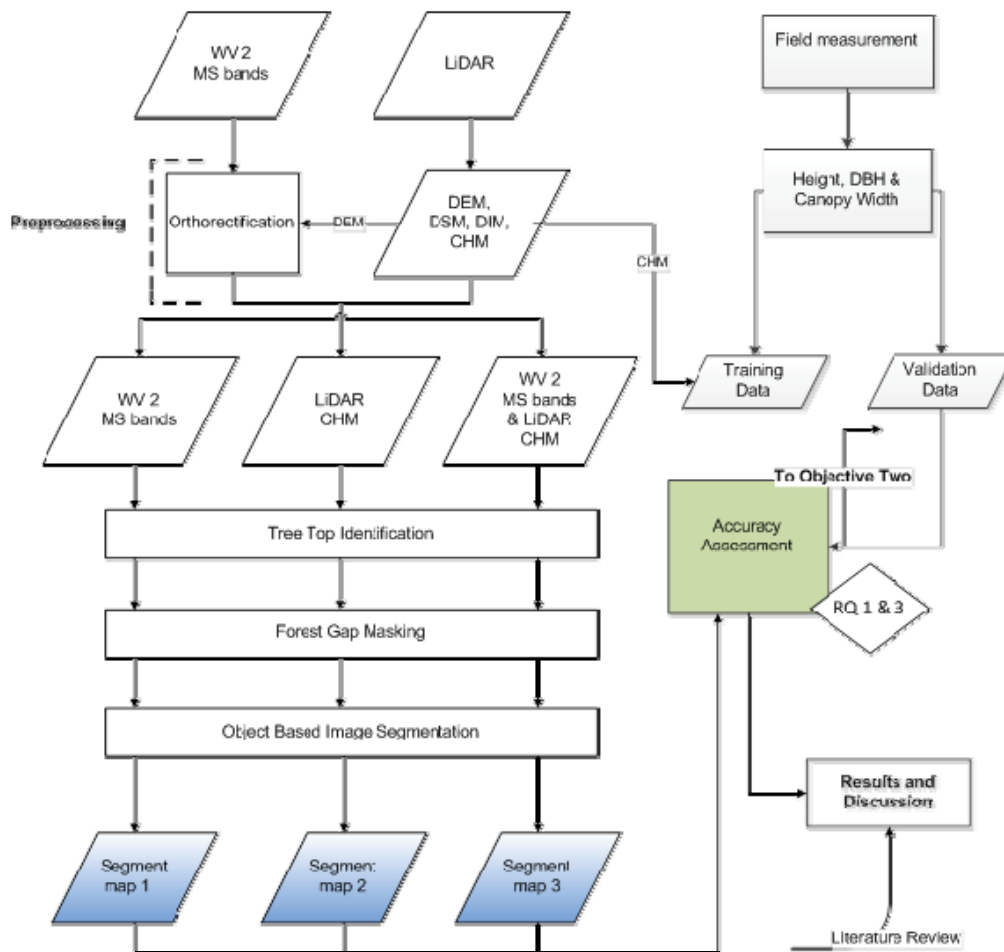 WV 2
MS bands
LiDAR
Field measurement
Preprocessing
Orthorectification
DEM
DEM,
DSM, DIM,
CHM
CHM
Height, DBH &
Canopy Width
WV 2
MS bands
LiDAR
CHM
WV 2
MS bands
& LiDAR
CHM
Training
Data
Validation
Data
To Objective Two
Tree Top Identification
Accuracy
Assessment
RQ 1 & 3
Forest Gap Masking
Object Based Image Segmentation
Results and
Discussion
Segment
map 1
Segment
map 2
Segment
map 3
Literature Review